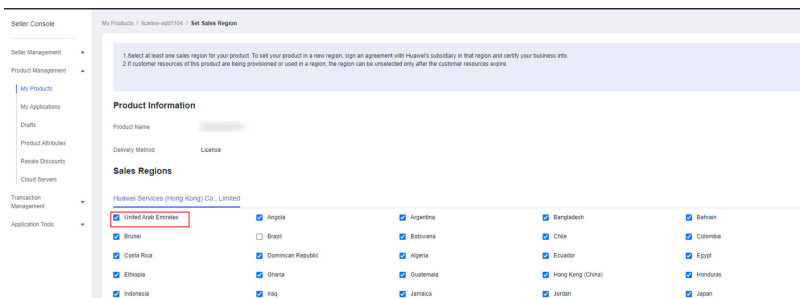 Seller Console
My Products / license-add1104 / Set Sales Region
Seller Management
Product Management
My Products
My Applications
Drafts
Product Attributes
Resale Discounts
Cloud Servers
Transaction
Management
Application Tools
1.Select at least one sales region for your product. To sell your product in a new region, sign an agreement with Huawei's subsidiary in that region and certify your business info.
2.If customer resources of this product are being provisioned or used in a region, the region can be unselected only after the customer resources expire.
Product Information
Product Name
Delivery Method License
Sales Regions
Huawei Services (Hong Kong) Co., Limited
United Arab Emirates Angola Argentina Bangladesh Bahrain
Brunei Brazil Botswana Chile Colombia
Costa Rica Dominican Republic Algeria Ecuador Egypt
Ethiopia Ghana Guatemala Hong Kong (China) Honduras
Indonesia Iraq Jamaica Jordan Japan